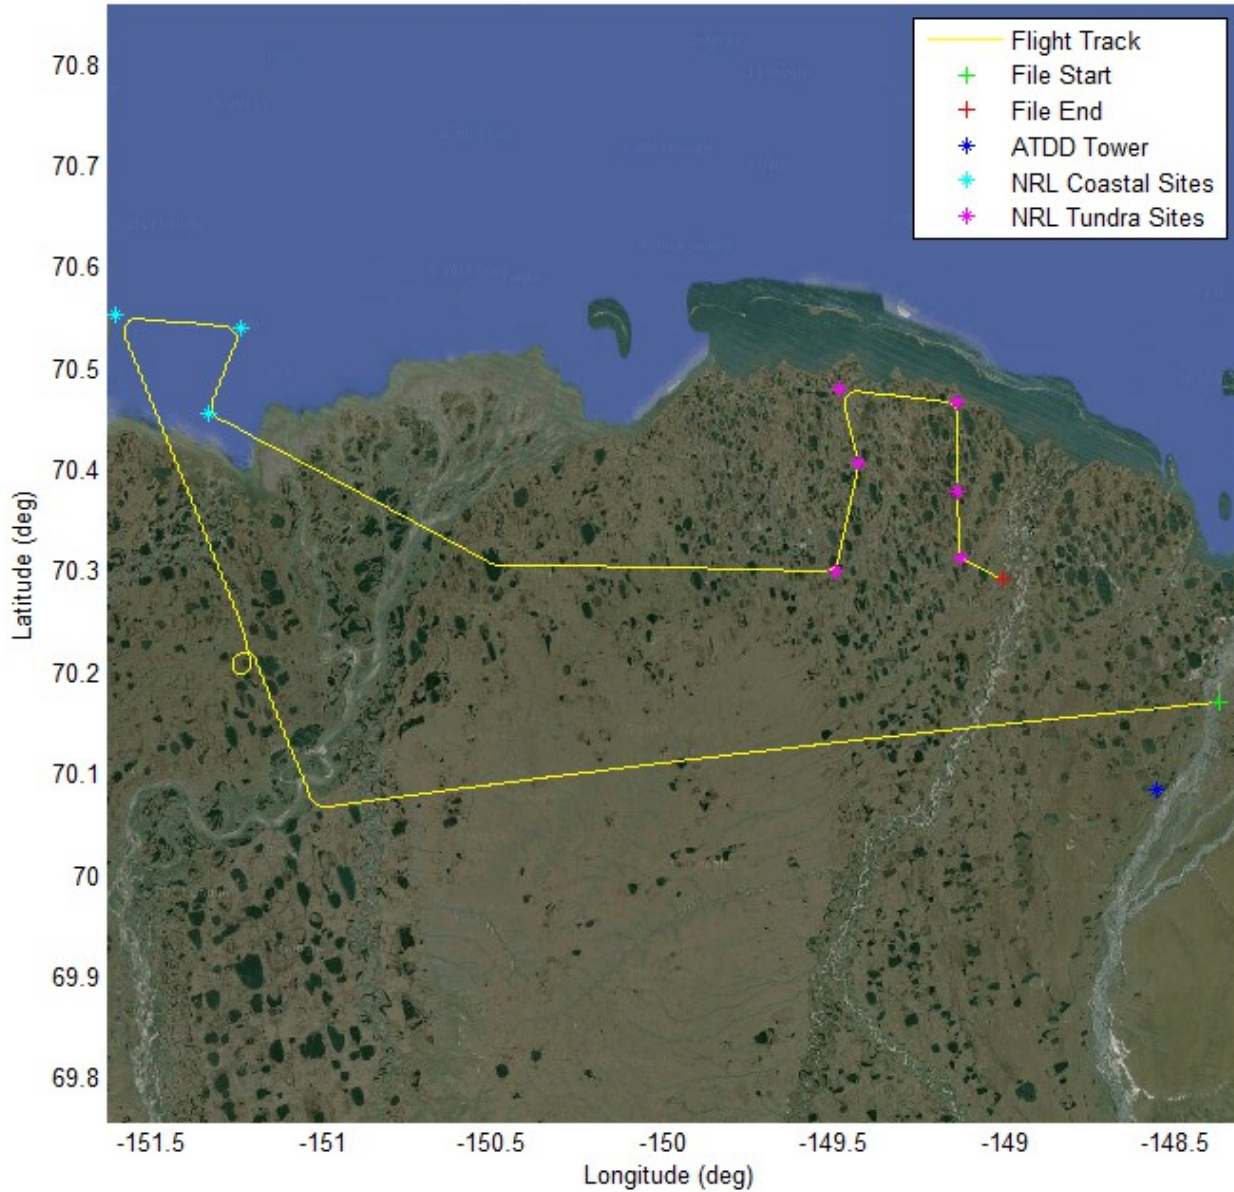 Flight Track
File Start
File End
ATDD Tower
NRL Coastal Sites
NRL Tundra Sites
70.8
70.7
70.6
70.5
70.4
70.3
70.2
70.1
70
69.9
69.8
Latitude (deg)
-151.5
-151
-150.5
-150
-149.5
-149
-148.5
Longitude (deg)